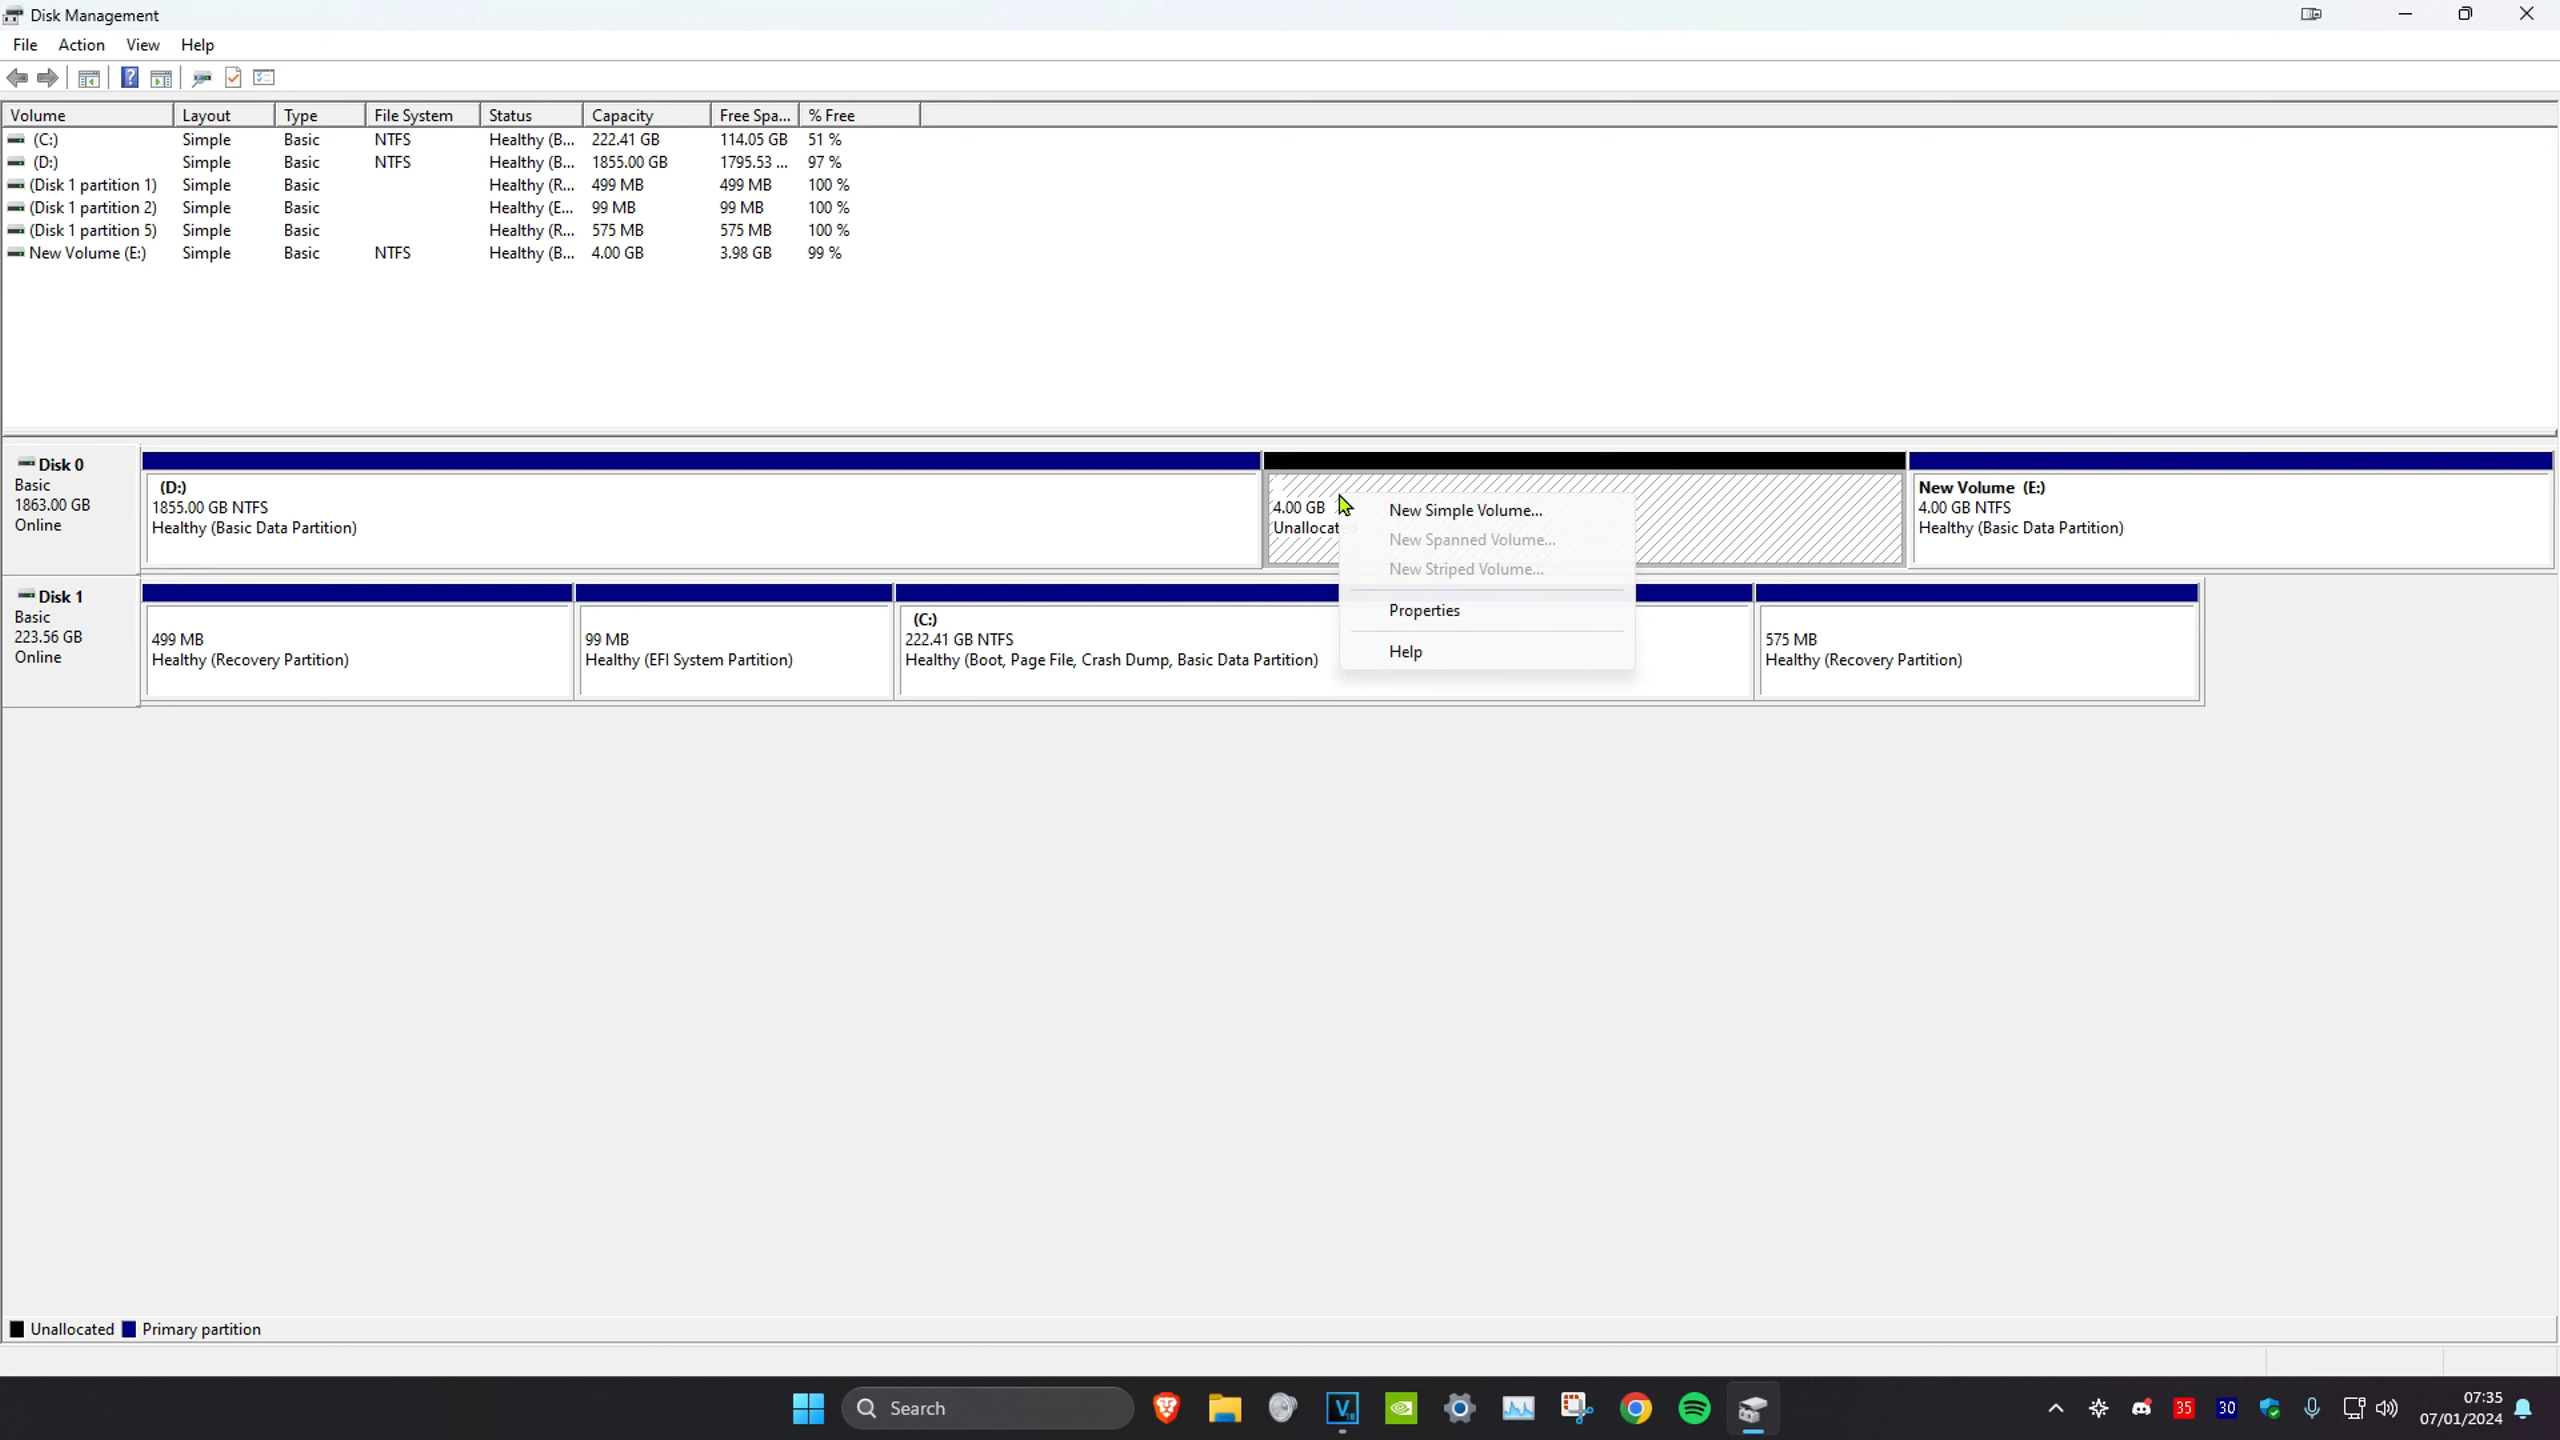 Disk Management
File Action View Help
Volume Layout Type File System Status Capacity Free Spa... % Free
(C:) Simple Basic NTFS Healthy (B... 222.41 GB 114.05 GB 51 %
(D:) Simple Basic NTFS Healthy (B... 1855.00 GB 1795.53 ... 97 %
(Disk 1 partition 1) Simple Basic Healthy (R... 499 MB 499 MB 100 %
(Disk 1 partition 2) Simple Basic Healthy (E... 99 MB 99 MB 100 %
(Disk 1 partition 5) Simple Basic Healthy (R... 575 MB 575 MB 100 %
New Volume (E:) Simple Basic NTFS Healthy (B... 4.00 GB 3.98 GB 99 %
Disk 0
Basic
1863.00 GB
Online
(D:)
1855.00 GB NTFS
Healthy (Basic Data Partition)
4.00 GB
Unallocat
New Volume (E:)
4.00 GB NTFS
Healthy (Basic Data Partition)
New Simple Volume...
New Spanned Volume...
New Striped Volume...
Properties
Help
Disk 1
Basic
223.56 GB
Online
499 MB
Healthy (Recovery Partition)
99 MB
Healthy (EFI System Partition)
(C:)
222.41 GB NTFS
Healthy (Boot, Page File, Crash Dump, Basic Data Partition)
575 MB
Healthy (Recovery Partition)
Unallocated Primary partition
Search
V
18
35
30
07:35
07/01/2024